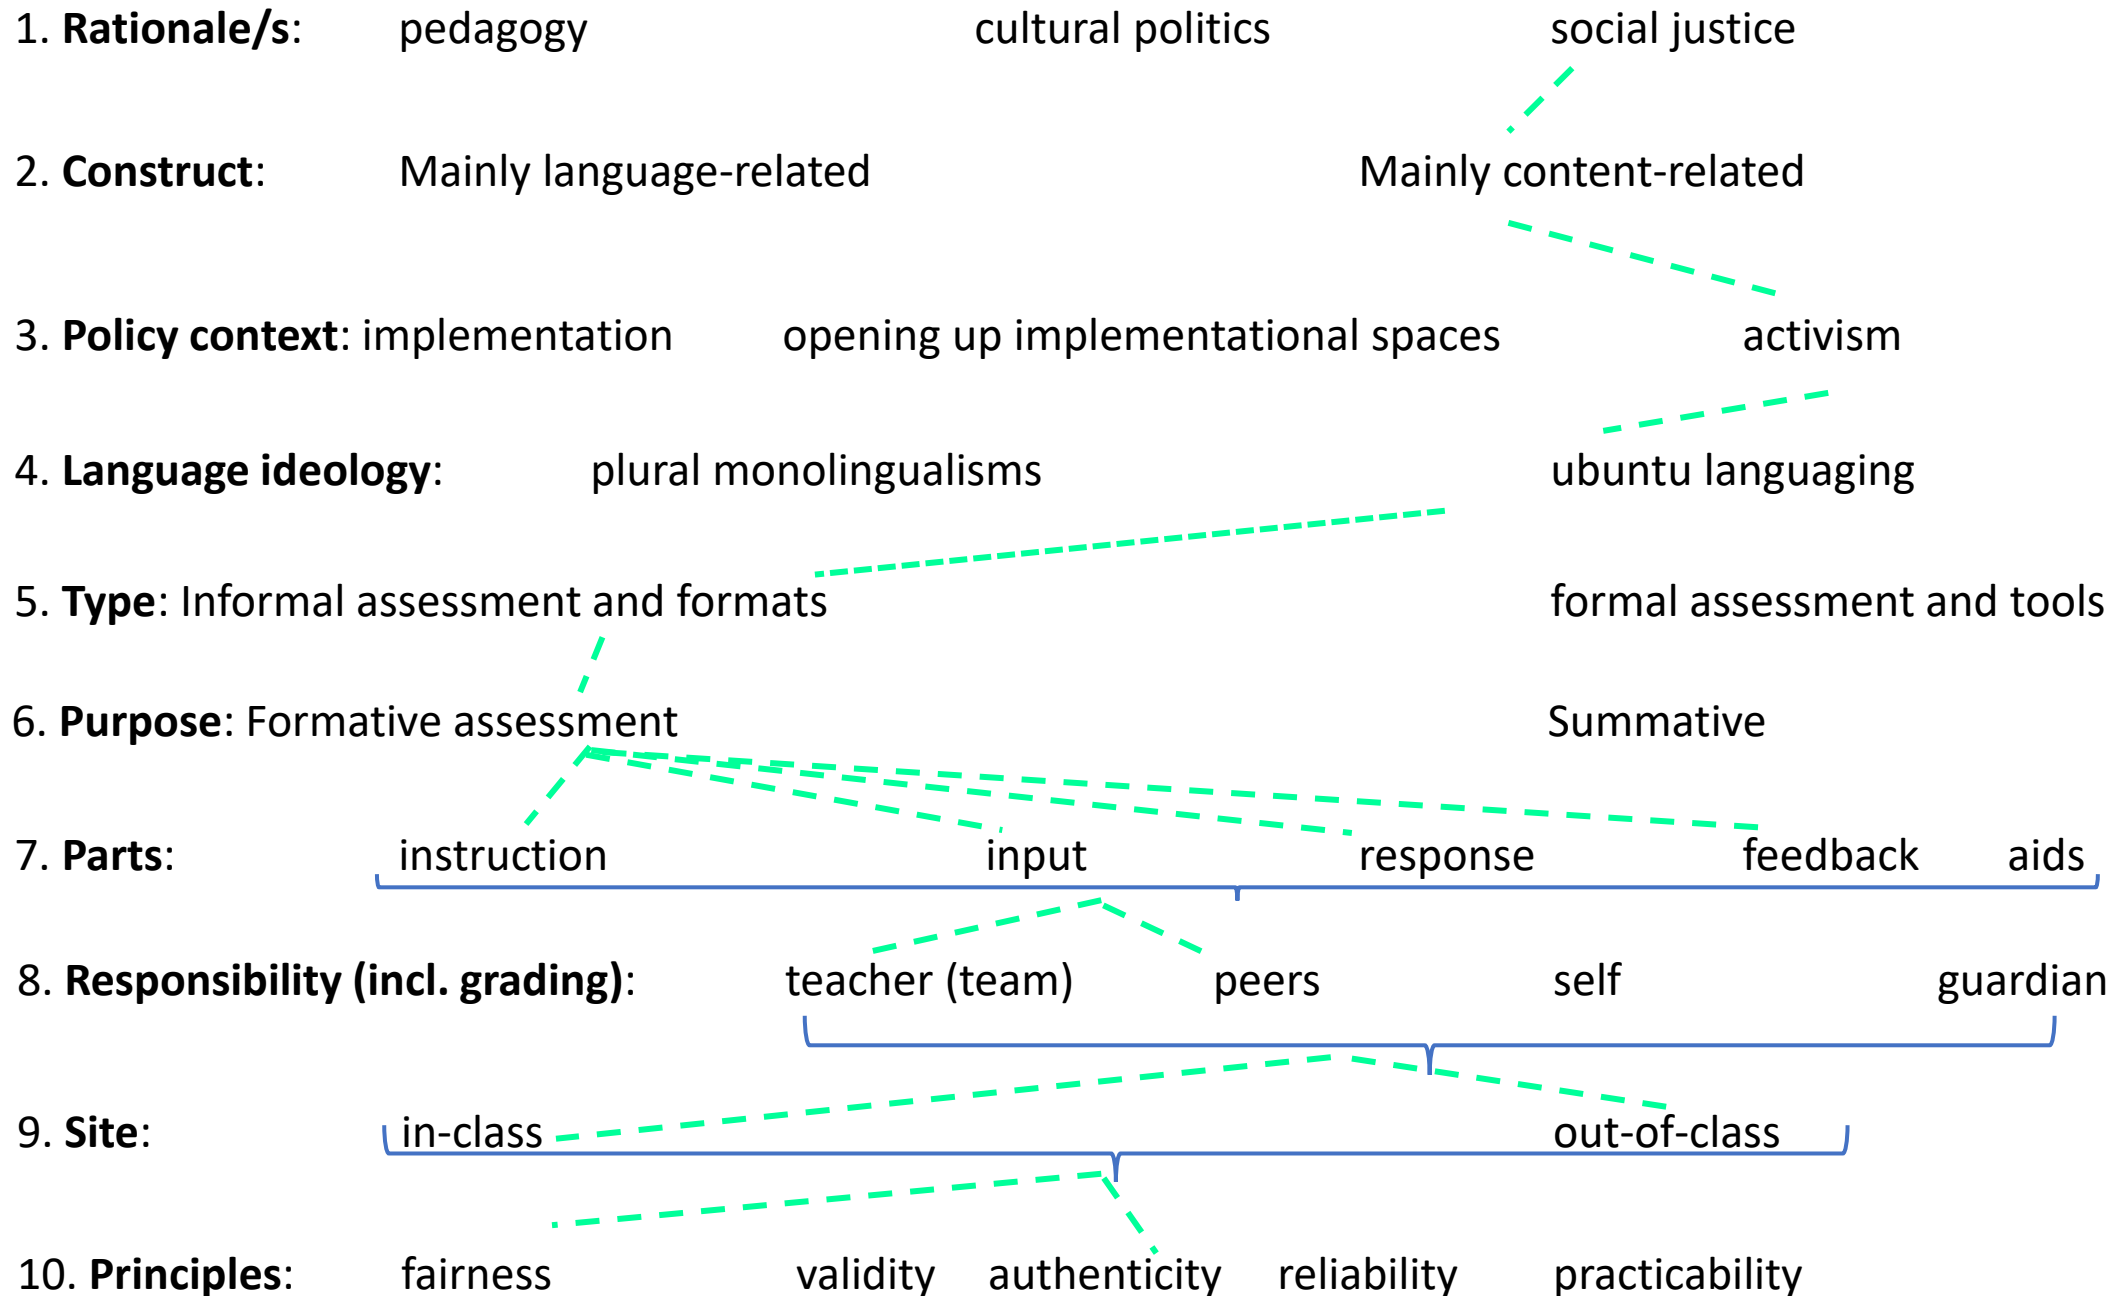 1. Rationale/s: pedagogy cultural politics social justice
2. Construct: Mainly language-related Mainly content-related
3. Policy context: implementation opening up implementational spaces activism
4. Language ideology: plural monolingualisms ubuntu languaging
5. Type: Informal assessment and formats formal assessment and tools
6. Purpose: Formative assessment Summative
7. Parts: instruction input response feedback aids
8. Responsibility (incl. grading): teacher (team) peers self guardian
9. Site: in-class out-of-class
10. Principles: fairness validity authenticity reliability practicability